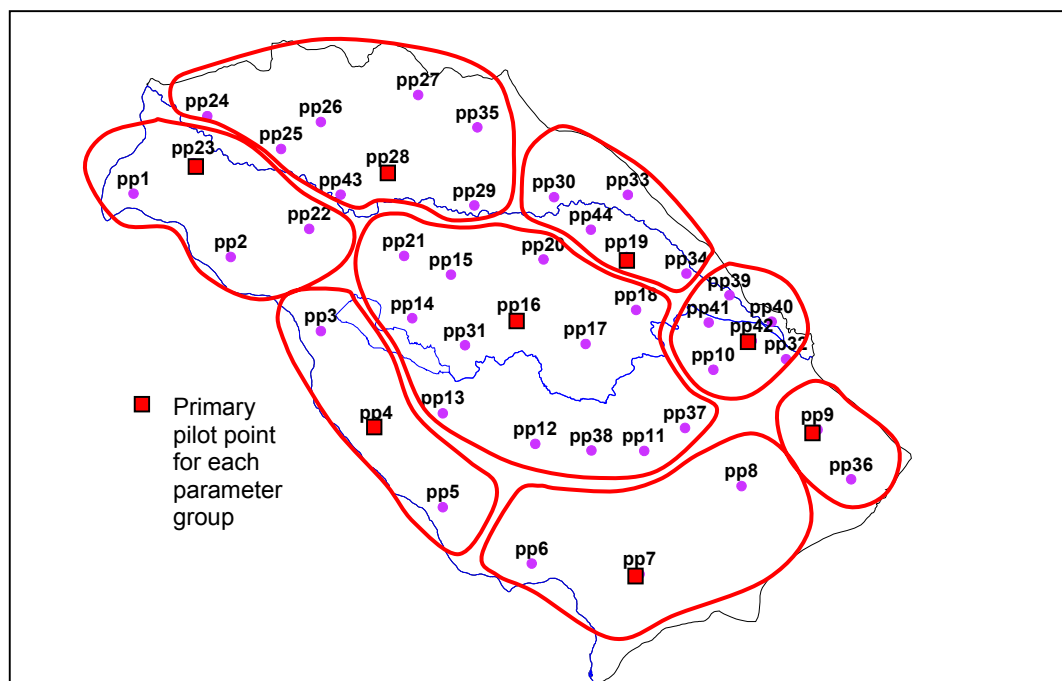 pp27
pp24
pp26
pp35
pp25
pp23
pp28
pp1
pp43
pp29
pp30
pp33
pp22
pp44
pp2
pp21
pp15
pp20
pp19
pp34
pp39
pp3
pp14
pp16
pp18
pp41
pp40
pp31
pp17
pp42
pp32
pp10
pp4
pp13
pp37
pp9
pp12
pp38
pp11
pp8
pp36
pp5
pp6
pp7
Primary
pilot point
for each
parameter
group